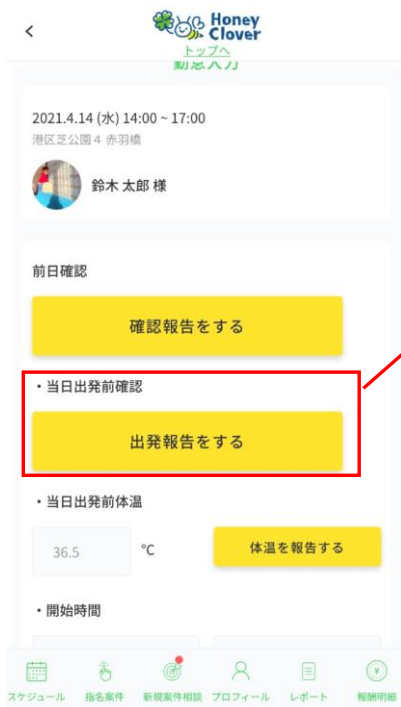 Honey
Clover
トップへ
勤怠入力
2021.4.14 (水) 14:00 ~ 17:00
港区芝公園4 赤羽橋
鈴木 太郎 様
前日確認
確認報告をする
・当日出発前確認
出発報告をする
・当日出発前体温
36.5 °C 体温を報告する
・開始時間
スケジュール 指名案件 新規案件相談 プロフィール レポート 報酬明細